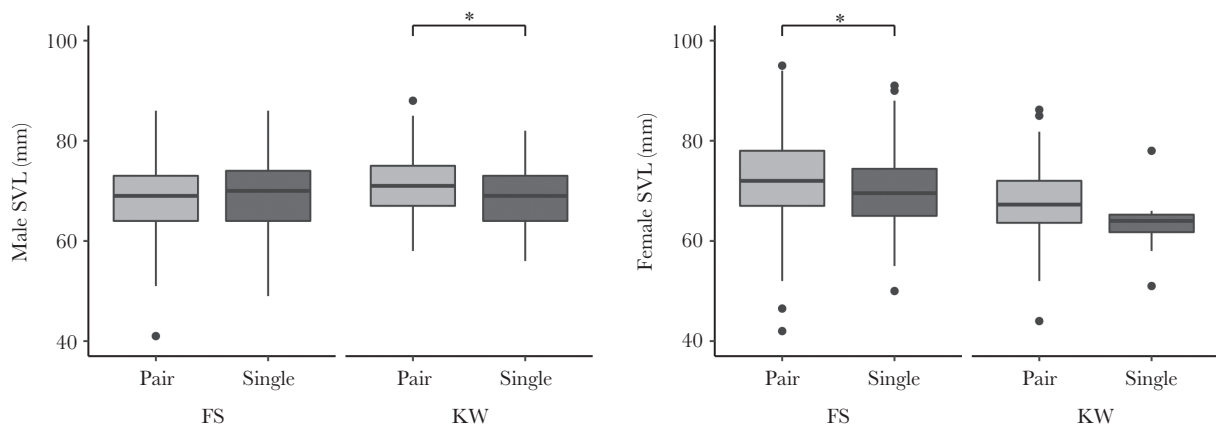 *
100
80
60
40
Male SVL (mm)
Pair
Single
Pair
Single
FS
KW
*
100
80
60
40
Female SVL (mm)
Pair
Single
Pair
Single
FS
KW